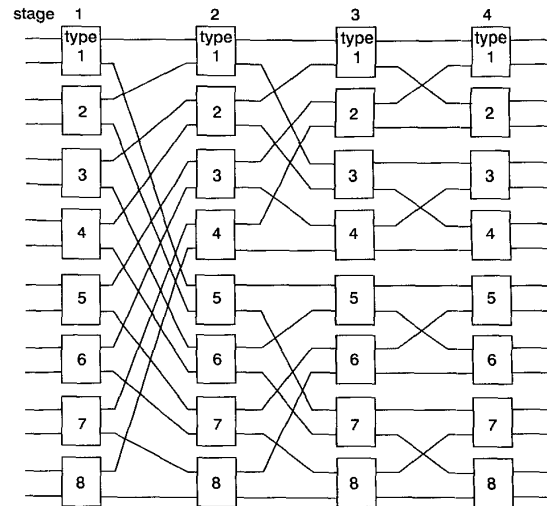 stage 1 2 3 4
type type type type
1 1 1 1
2 2 2 2
3 3 3 3
4 4 4 4
5 5 5 5
6 6 6 6
7 7 7 7
8 8 8 8